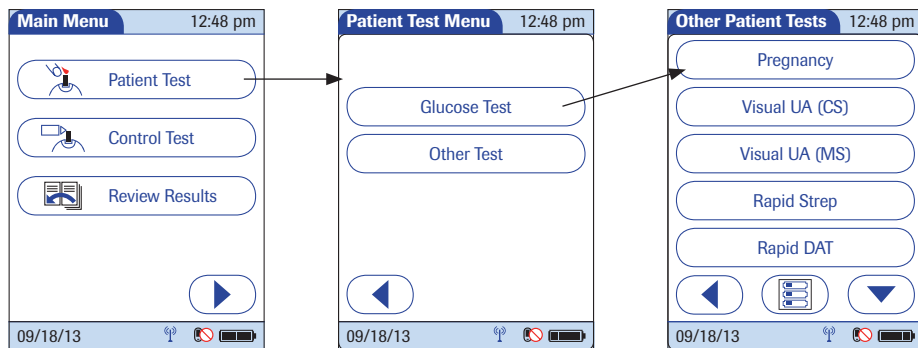 Main Menu 12:48 pm
Patient Test
Control Test
Review Results
09/18/13
Patient Test Menu 12:48 pm
Glucose Test
Other Test
09/18/13
Other Patient Tests 12:48 pm
Pregnancy
Visual UA (CS)
Visual UA (MS)
Rapid Strep
Rapid DAT
09/18/13